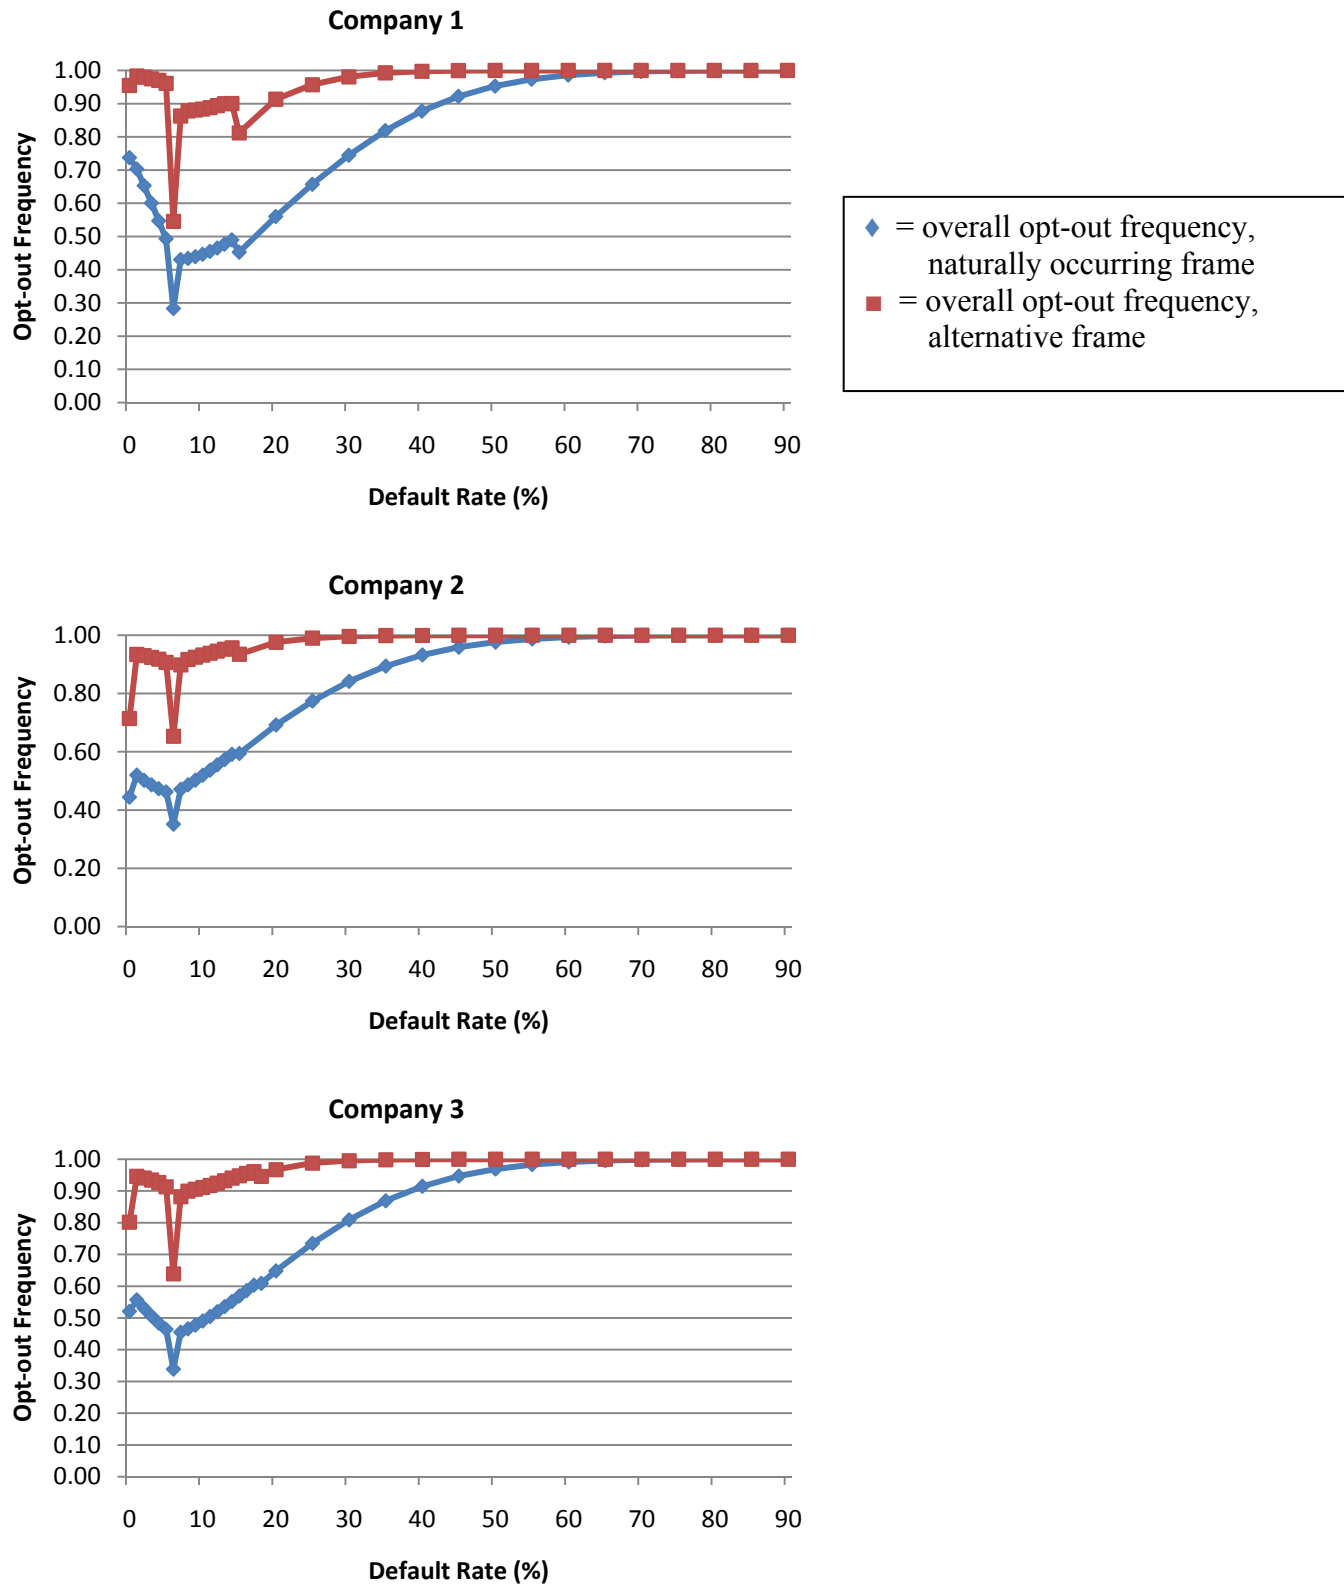 Company 1
1.00
0.90
0.80
0.70
0.60
0.50
0.40
0.30
0.20
0.10
0.00
Opt-out Frequency
0 10 20 30 40 50 60 70 80 90
Default Rate (%)
= overall opt-out frequency,
naturally occurring frame
= overall opt-out frequency,
alternative frame
Company 2
1.00
0.80
0.60
0.40
0.20
0.00
Opt-out Frequency
0 10 20 30 40 50 60 70 80 90
Default Rate (%)
Company 3
1.00
0.90
0.80
0.70
0.60
0.50
0.40
0.30
0.20
0.10
0.00
Opt-out Frequency
0 10 20 30 40 50 60 70 80 90
Default Rate (%)